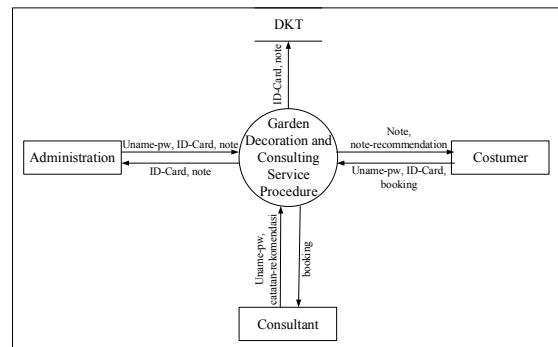 DKT
ID-Card, note
Garden
Decoration and
Consulting
Service
Procedure
Administration
Uname-pw, ID-Card, note
ID-Card, note
Note,
note-recommendation
Uname-pw, ID-Card,
booking
Costumer
Uname-pw,
catatan-rekomendasi
booking
Consultant